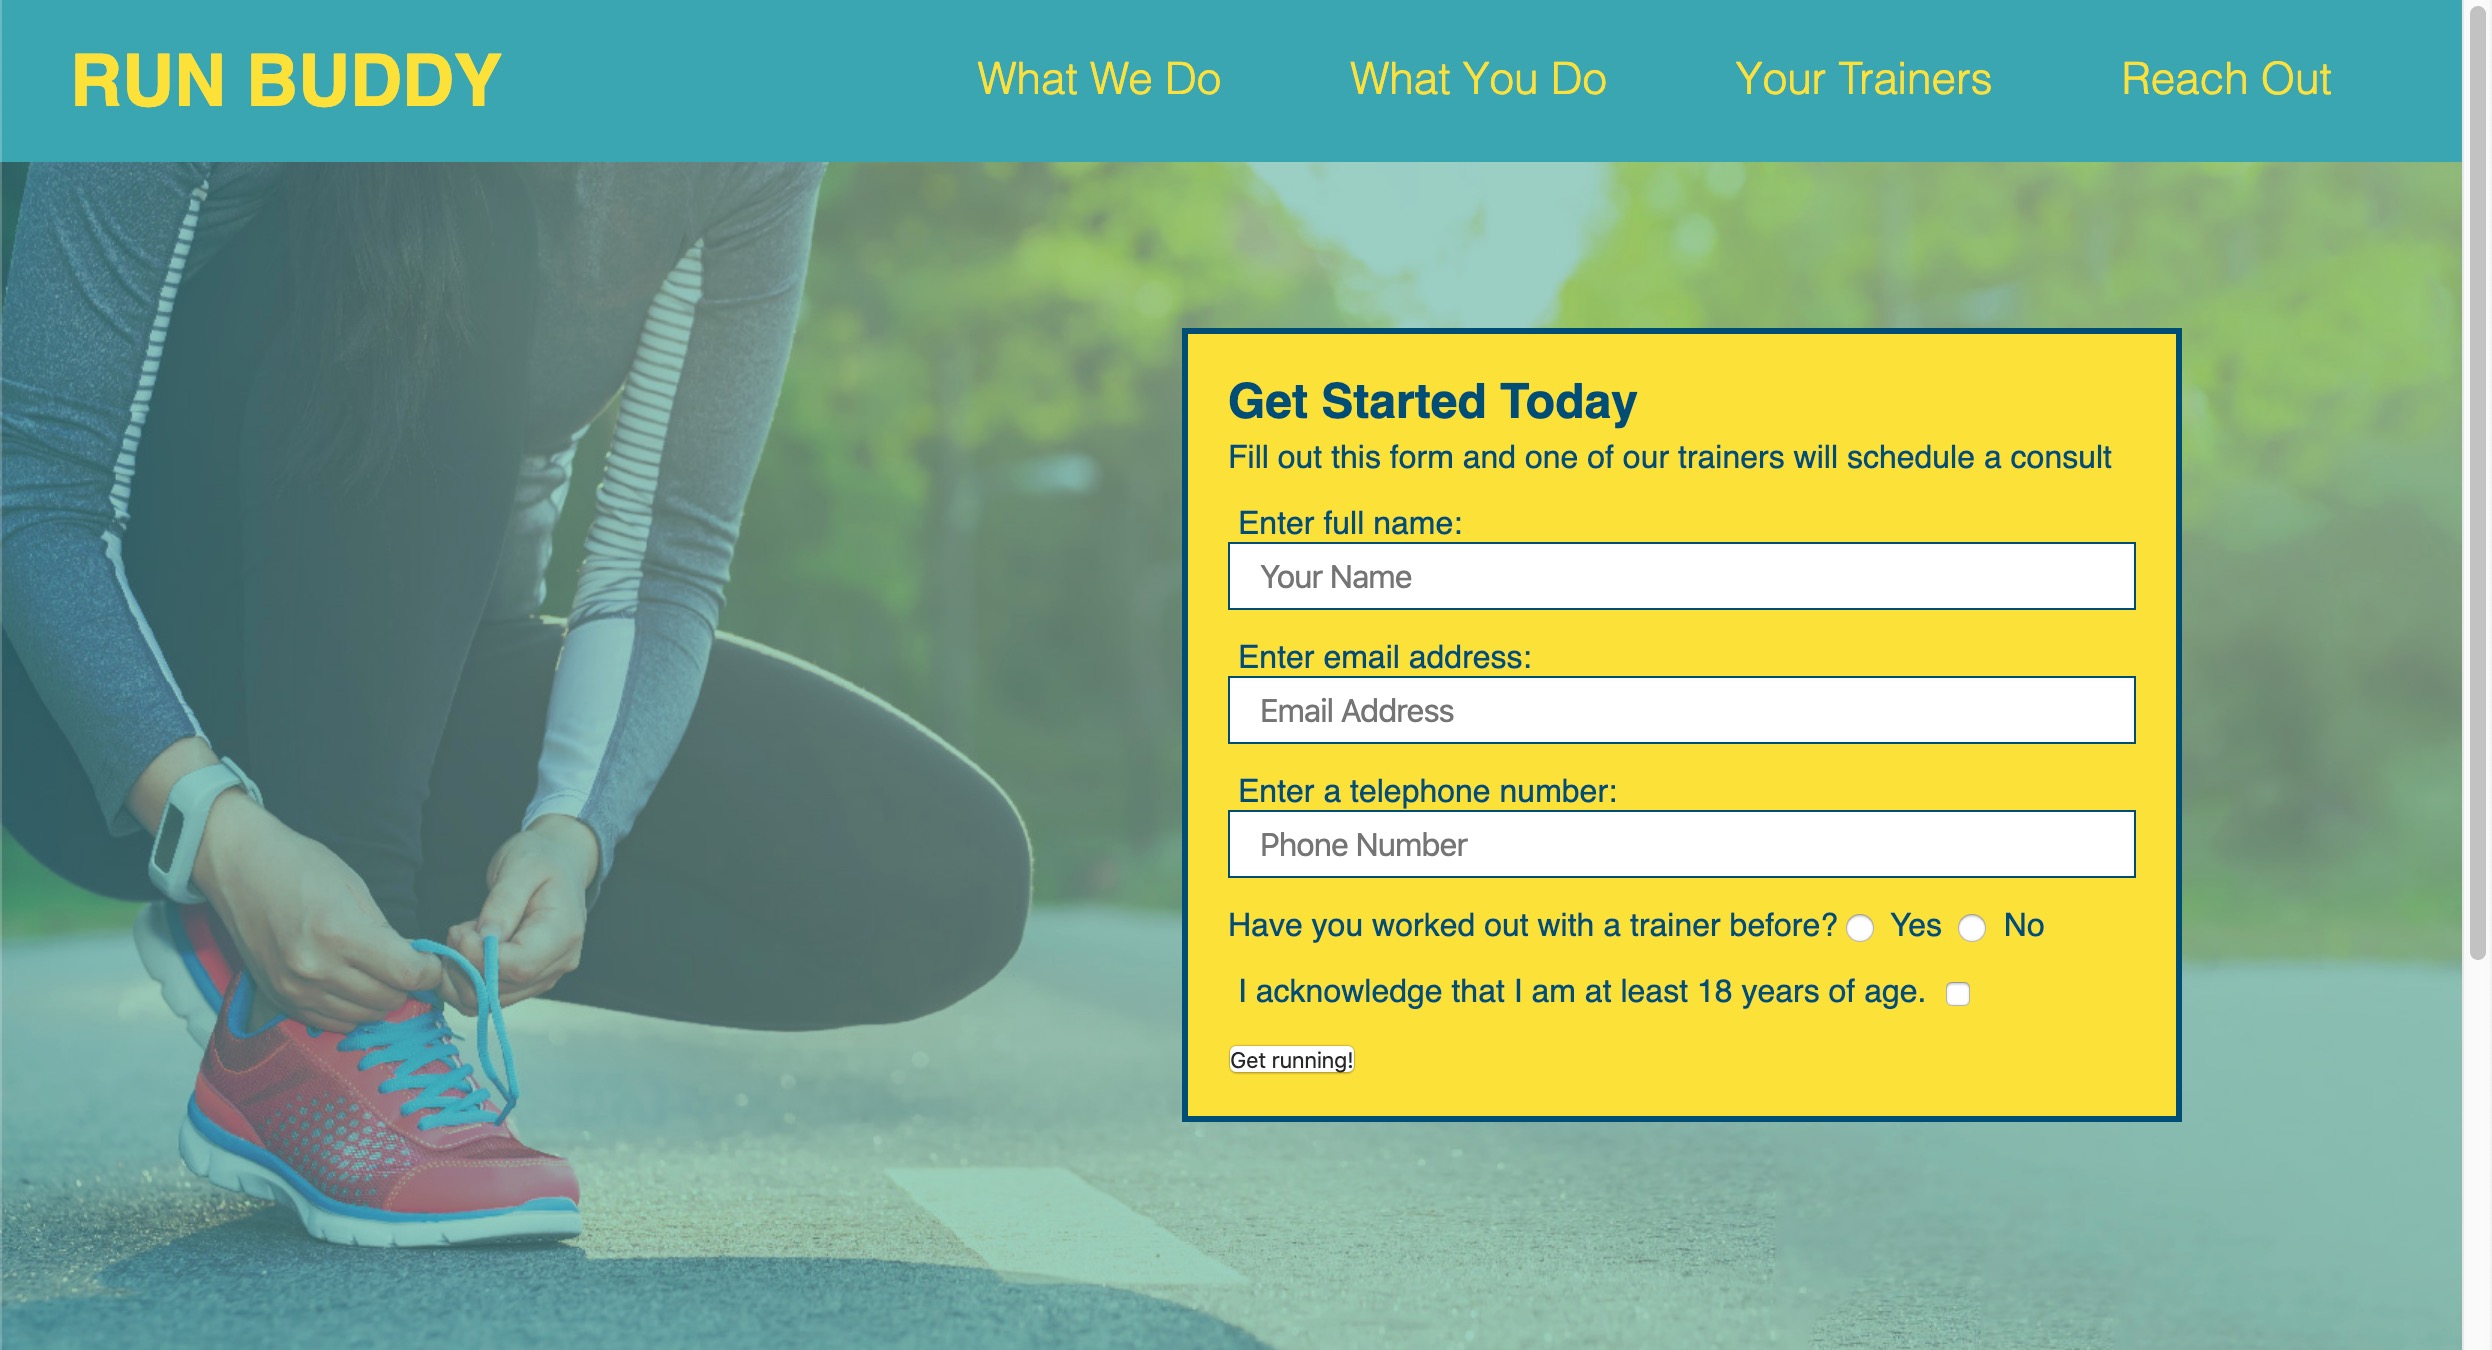 RUN BUDDY
What We Do What You Do Your Trainers Reach Out
Get Started Today
Fill out this form and one of our trainers will schedule a consult
Enter full name:
Your Name
Enter email address:
Email Address
Enter a telephone number:
Phone Number
Have you worked out with a trainer before? Yes No
I acknowledge that I am at least 18 years of age.
Get running!